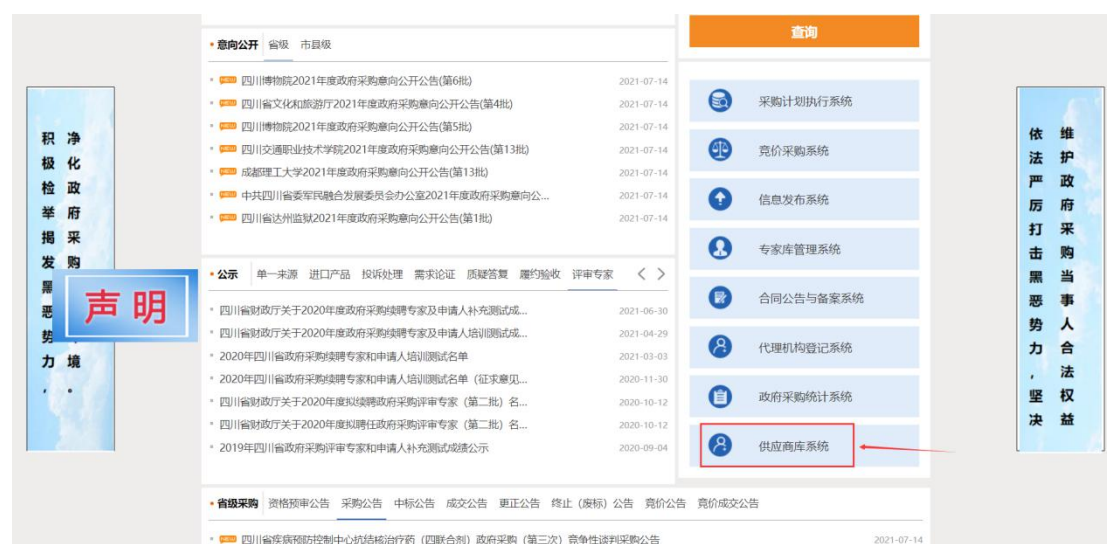 意向公开 省级 市县级
NEW 四川博物院2021年度政府采购意向公开公告(第6批) 2021-07-14
NEW 四川省文化和旅游厅2021年度政府采购意向公开公告(第4批) 2021-07-14
NEW 四川博物院2021年度政府采购意向公开公告(第5批) 2021-07-14
NEW 四川交通职业技术学院2021年度政府采购意向公开公告(第13批) 2021-07-14
NEW 成都理工大学2021年度政府采购意向公开公告(第13批) 2021-07-14
NEW 中共四川省委军民融合发展委员会办公室2021年度政府采购意向公... 2021-07-14
NEW 四川省达州监狱2021年度政府采购意向公开公告(第1批) 2021-07-14
公示 单一来源 进口产品 投诉处理 需求论证 质疑答复 履约验收 评审专家 < >
四川省财政厅关于2020年度政府采购续聘专家及申请人补充测试成... 2021-06-30
四川省财政厅关于2020年度政府采购续聘专家及申请人培训测试成... 2021-04-29
2020年四川省政府采购续聘专家和申请人培训测试名单 2021-03-03
2020年四川省政府采购续聘专家和申请人培训测试名单（征求意见... 2020-11-30
四川省财政厅关于2020年度拟续聘政府采购评审专家（第二批）名... 2020-10-12
四川省财政厅关于2020年度拟聘任政府采购评审专家（第二批）名... 2020-10-12
2019年四川省政府采购评审专家和申请人补充测试成绩公示 2020-09-04
查询
采购计划执行系统
竞价采购系统
信息发布系统
专家库管理系统
合同公告与备案系统
代理机构登记系统
政府采购统计系统
供应商库系统
省级采购 资格预审公告 采购公告 中标公告 成交公告 更正公告 终止（废标）公告 竞价公告 竞价成交公告
NEW 四川省疾病预防控制中心抗结核治疗药（四联合剂）政府采购（第三次）竞争性谈判采购公告 2021-07-14
积极检举揭发黑恶势力，
净化政府采购境。
声明
依法严厉打击黑恶势力，坚决
维护政府采购当事人合法权益